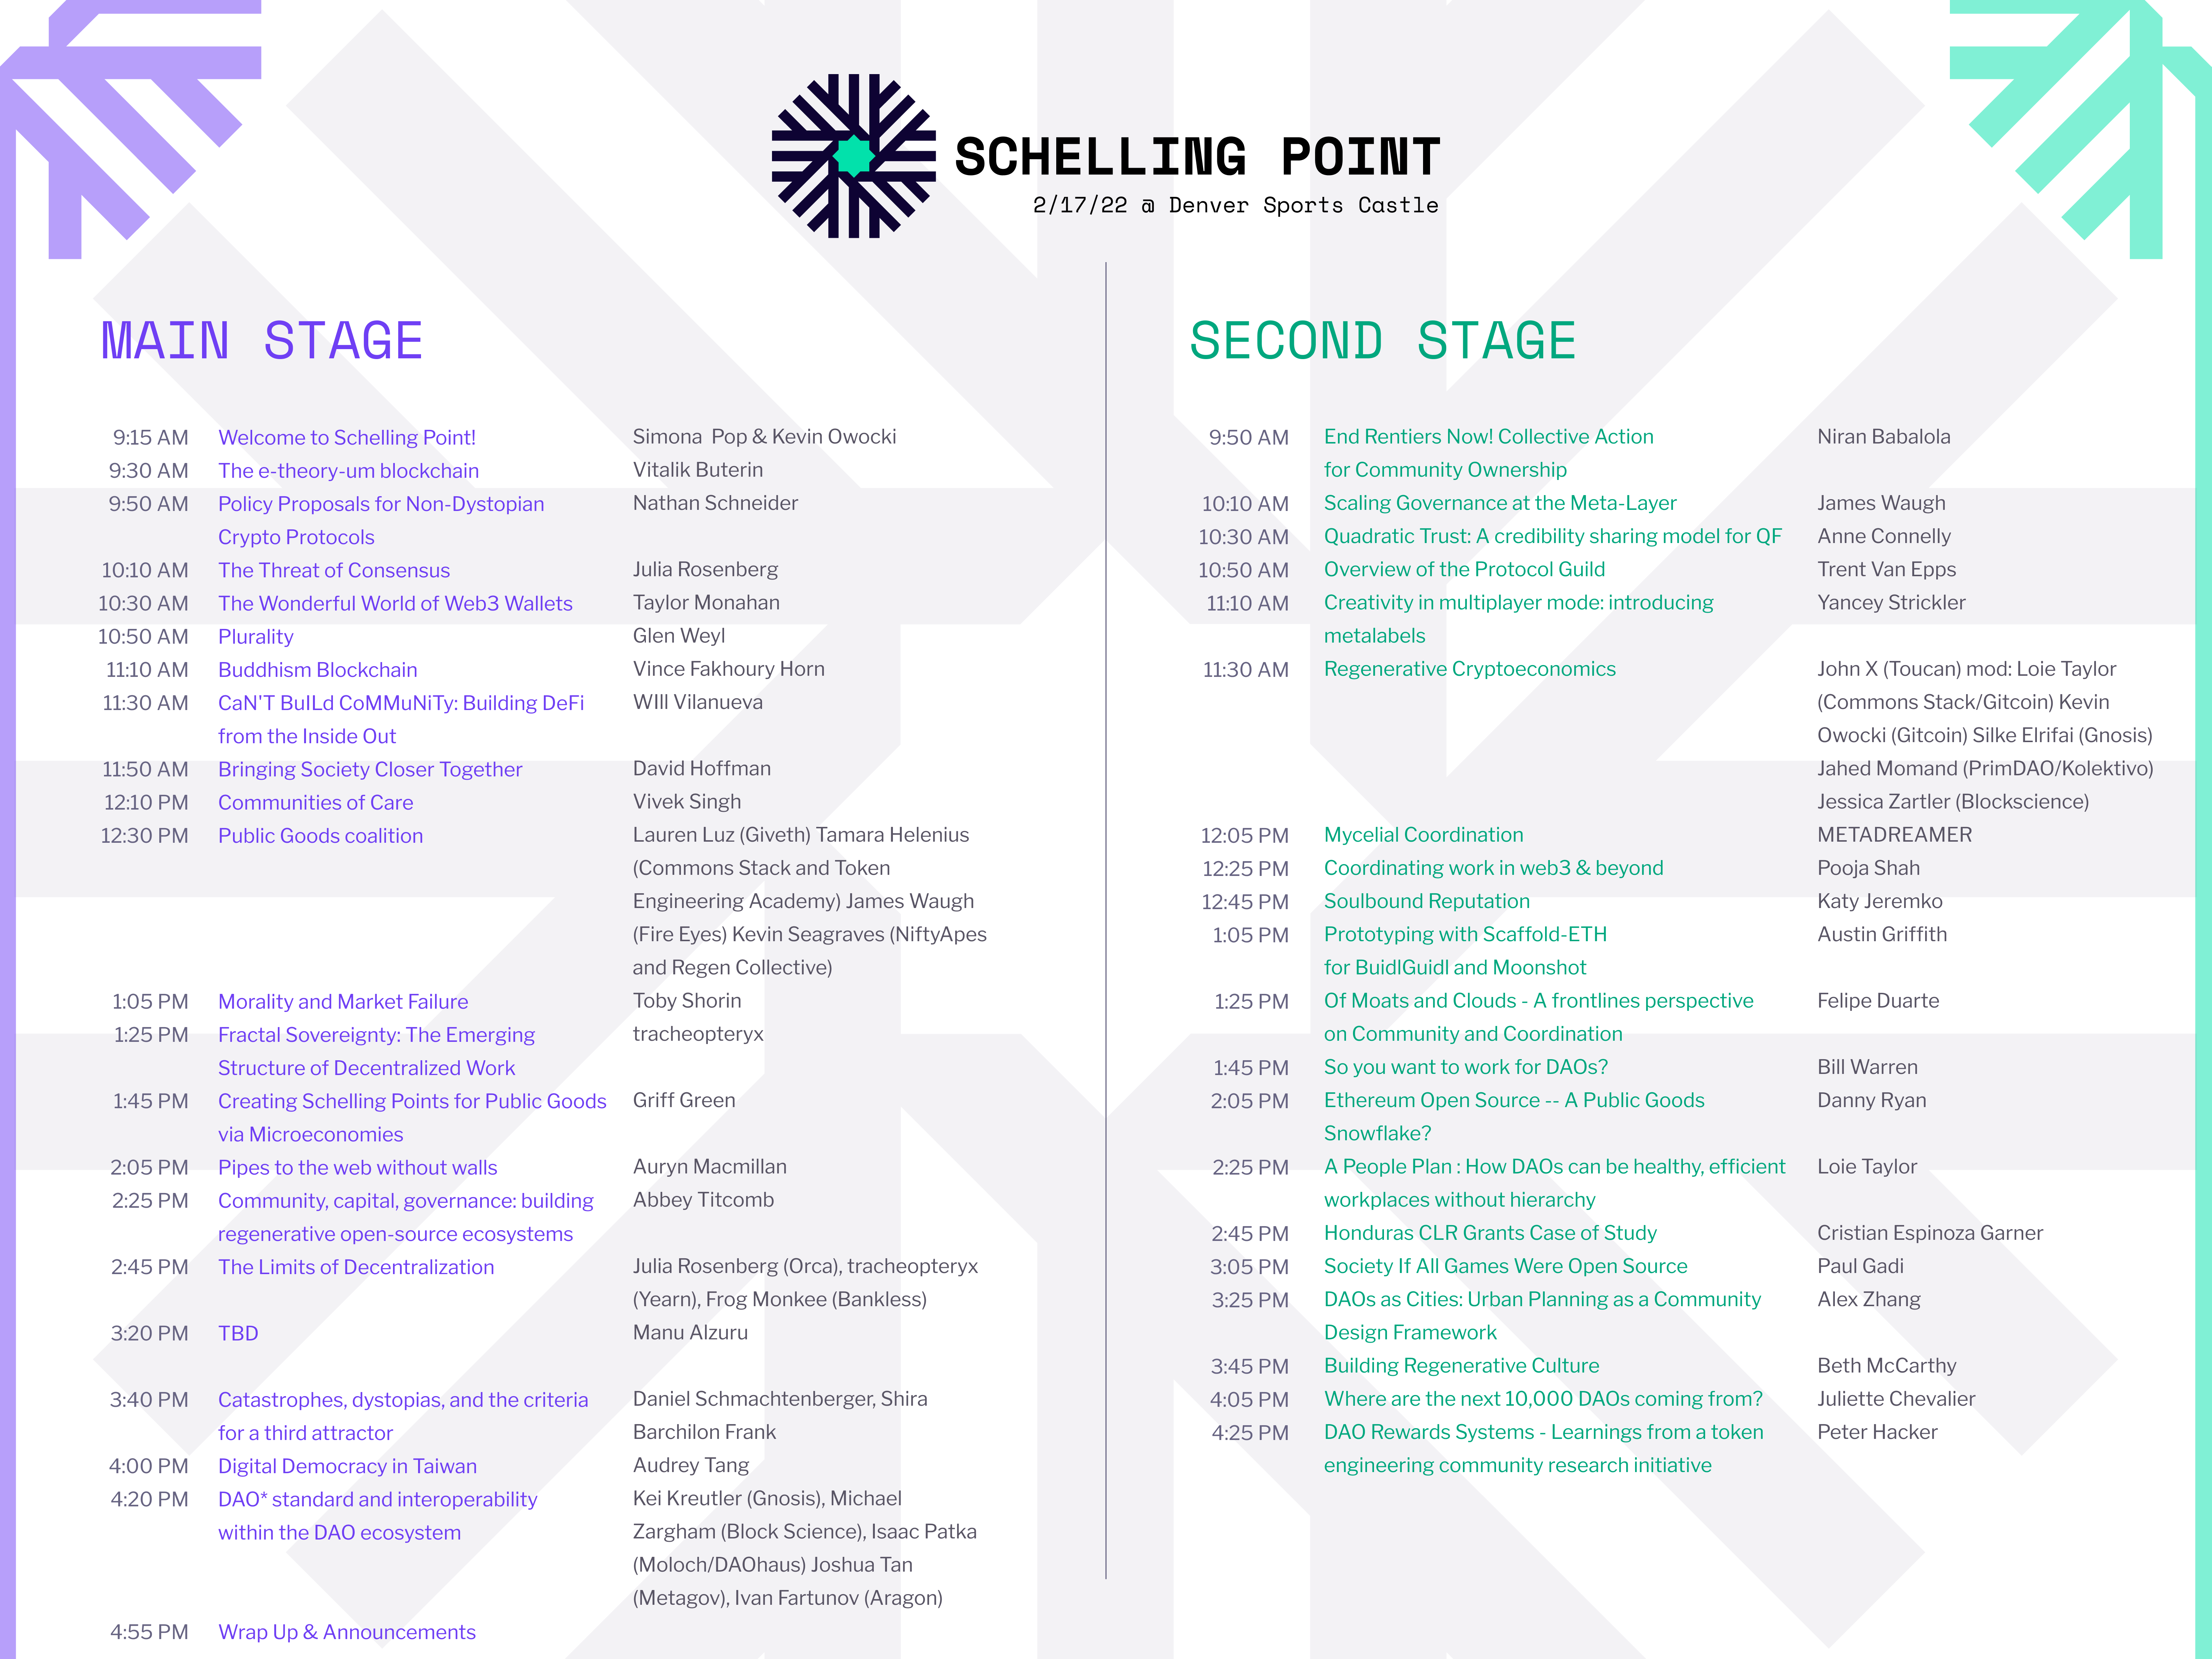 SCHELLING POINT
2/17/22 @ Denver Sports Castle
MAIN STAGE
9:15 AM Welcome to Schelling Point! Simona Pop & Kevin Owocki
9:30 AM The e-theory-um blockchain Vitalik Buterin
9:50 AM Policy Proposals for Non-Dystopian Nathan Schneider
Crypto Protocols
10:10 AM The Threat of Consensus Julia Rosenberg
10:30 AM The Wonderful World of Web3 Wallets Taylor Monahan
10:50 AM Plurality Glen Weyl
11:10 AM Buddhism Blockchain Vince Fakhoury Horn
11:30 AM CaN'T BuILd CoMMuNiTy: Building DeFi WIll Vilanueva
from the Inside Out
11:50 AM Bringing Society Closer Together David Hoffman
12:10 PM Communities of Care Vivek Singh
12:30 PM Public Goods coalition Lauren Luz (Giveth) Tamara Helenius
(Commons Stack and Token
Engineering Academy) James Waugh
(Fire Eyes) Kevin Seagraves (NiftyApes
and Regen Collective)
1:05 PM Morality and Market Failure Toby Shorin
1:25 PM Fractal Sovereignty: The Emerging tracheopteryx
Structure of Decentralized Work
1:45 PM Creating Schelling Points for Public Goods Griff Green
via Microeconomies
2:05 PM Pipes to the web without walls Auryn Macmillan
2:25 PM Community, capital, governance: building Abbey Titcomb
regenerative open-source ecosystems
2:45 PM The Limits of Decentralization Julia Rosenberg (Orca), tracheopteryx
(Yearn), Frog Monkee (Bankless)
3:20 PM TBD Manu Alzuru
3:40 PM Catastrophes, dystopias, and the criteria Daniel Schmachtenberger, Shira
for a third attractor Barchilon Frank
4:00 PM Digital Democracy in Taiwan Audrey Tang
4:20 PM DAO* standard and interoperability Kei Kreutler (Gnosis), Michael
within the DAO ecosystem Zargham (Block Science), Isaac Patka
(Moloch/DAOhaus) Joshua Tan
(Metagov), Ivan Fartunov (Aragon)
4:55 PM Wrap Up & Announcements
SECOND STAGE
9:50 AM End Rentiers Now! Collective Action Niran Babalola
for Community Ownership
10:10 AM Scaling Governance at the Meta-Layer James Waugh
10:30 AM Quadratic Trust: A credibility sharing model for QF Anne Connelly
10:50 AM Overview of the Protocol Guild Trent Van Epps
11:10 AM Creativity in multiplayer mode: introducing Yancey Strickler
metalabels
11:30 AM Regenerative Cryptoeconomics John X (Toucan) mod: Loie Taylor
(Commons Stack/Gitcoin) Kevin
Owocki (Gitcoin) Silke Elrifai (Gnosis)
Jahed Momand (PrimDAO/Kolektivo)
Jessica Zartler (Blockscience)
12:05 PM Mycelial Coordination METADREAMER
12:25 PM Coordinating work in web3 & beyond Pooja Shah
12:45 PM Soulbound Reputation Katy Jeremko
1:05 PM Prototyping with Scaffold-ETH Austin Griffith
for BuidlGuidl and Moonshot
1:25 PM Of Moats and Clouds - A frontlines perspective Felipe Duarte
on Community and Coordination
1:45 PM So you want to work for DAOs? Bill Warren
2:05 PM Ethereum Open Source -- A Public Goods Danny Ryan
Snowflake?
2:25 PM A People Plan : How DAOs can be healthy, efficient Loie Taylor
workplaces without hierarchy
2:45 PM Honduras CLR Grants Case of Study Cristian Espinoza Garner
3:05 PM Society If All Games Were Open Source Paul Gadi
3:25 PM DAOs as Cities: Urban Planning as a Community Alex Zhang
Design Framework
3:45 PM Building Regenerative Culture Beth McCarthy
4:05 PM Where are the next 10,000 DAOs coming from? Juliette Chevalier
4:25 PM DAO Rewards Systems - Learnings from a token Peter Hacker
engineering community research initiative